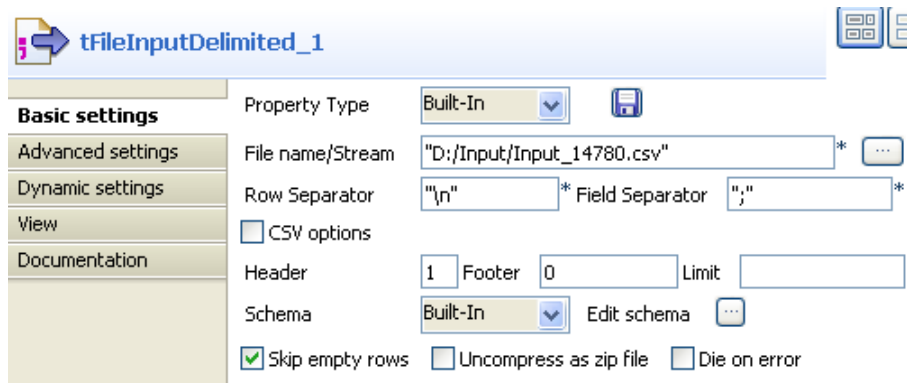 tFileInputDelimited_1
Basic settings
Advanced settings
Dynamic settings
View
Documentation
Property Type Built-In
File name/Stream "D:/Input/Input_14780.csv" * ...
Row Separator "\n" * Field Separator ";" *
CSV options
Header 1 Footer 0 Limit
Schema Built-In Edit schema ...
Skip empty rows Uncompress as zip file Die on error